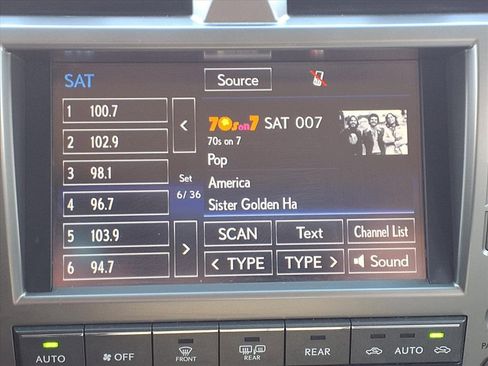 SAT
Source
1 100.7
2 102.9
3 98.1
4 96.7
5 103.9
6 94.7
<
Set
6/36
>
70s on 7 SAT 007
70s on 7
Pop
America
Sister Golden Ha
SCAN Text Channel List
< TYPE TYPE > Sound
AUTO OFF FRONT REAR REAR AUTO
PA